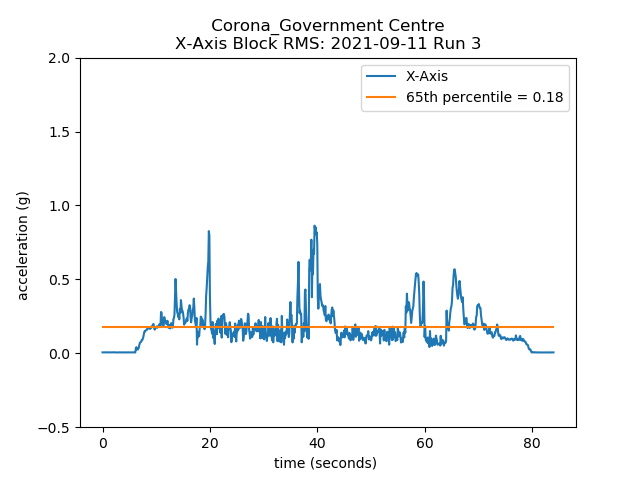 Corona_Government Centre
X-Axis Block RMS: 2021-09-11 Run 3
X-Axis
65th percentile = 0.18
acceleration (g)
2.0
1.5
1.0
0.5
0.0
−0.5
0 20 40 60 80
time (seconds)